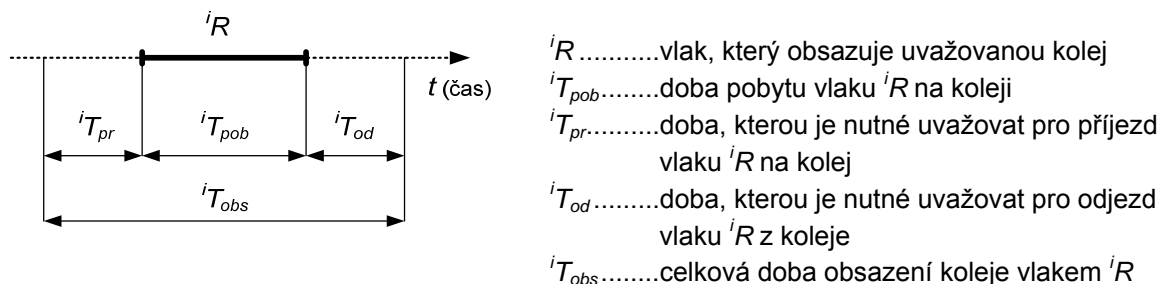 ⁱR
t (čas)
ⁱT_pr ⁱT_pob ⁱT_od
ⁱT_obs
ⁱR ...........vlak, který obsazuje uvažovanou kolej
ⁱT_pob........doba pobytu vlaku ⁱR na koleji
ⁱT_pr..........doba, kterou je nutné uvažovat pro příjezd
vlaku ⁱR na kolej
ⁱT_od .........doba, kterou je nutné uvažovat pro odjezd
vlaku ⁱR z koleje
ⁱT_obs........celková doba obsazení koleje vlakem ⁱR